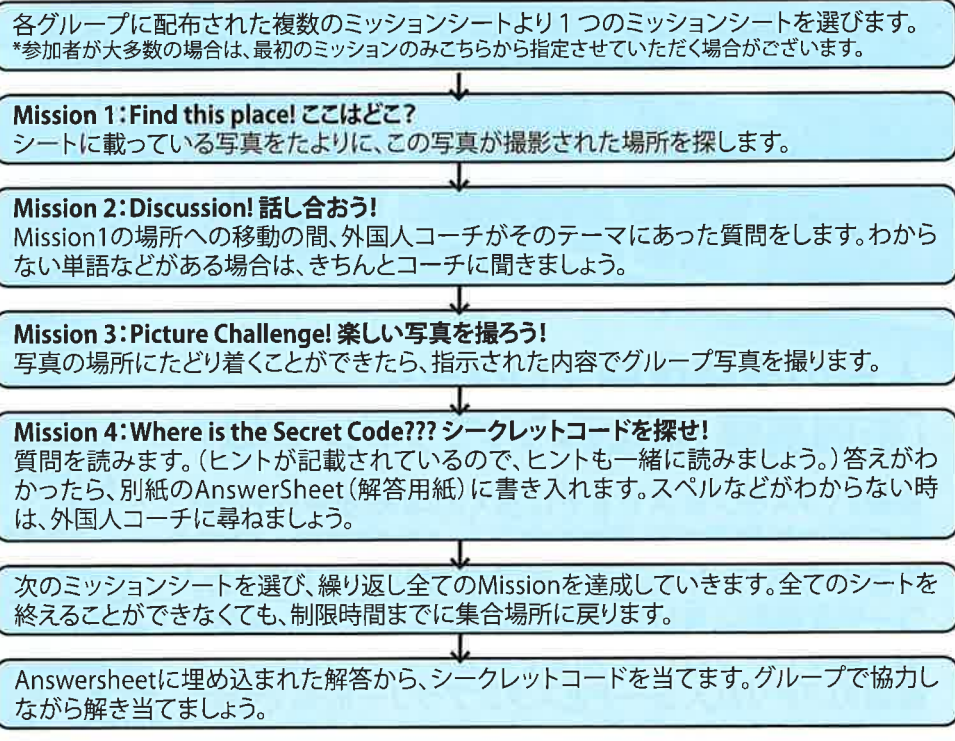 各グループに配布された複数のミッションシートより1つのミッションシートを選びます。
*参加者が大多数の場合は、最初のミッションのみこちらから指定させていただく場合がございます。
Mission 1:Find this place! ここはどこ?
シートに載っている写真をたよりに、この写真が撮影された場所を探します。
Mission 2:Discussion! 話し合おう!
Mission1の場所への移動の間、外国人コーチがそのテーマにあった質問をします。わから
ない単語などがある場合は、きちんとコーチに聞きましょう。
Mission 3:Picture Challenge! 楽しい写真を撮ろう!
写真の場所にたどり着くことができたら、指示された内容でグループ写真を撮ります。
Mission 4:Where is the Secret Code??? シークレットコードを探せ!
質問を読みます。(ヒントが記載されているので、ヒントも一緒に読みましょう。)答えがわ
かったら、別紙のAnswerSheet(解答用紙)に書き入れます。スペルなどがわからない時
は、外国人コーチに尋ねましょう。
次のミッションシートを選び、繰り返し全てのMissionを達成していきます。全てのシートを
終えることができなくても、制限時間までに集合場所に戻ります。
Answersheetに埋め込まれた解答から、シークレットコードを当てます。グループで協力し
ながら解き当てましょう。